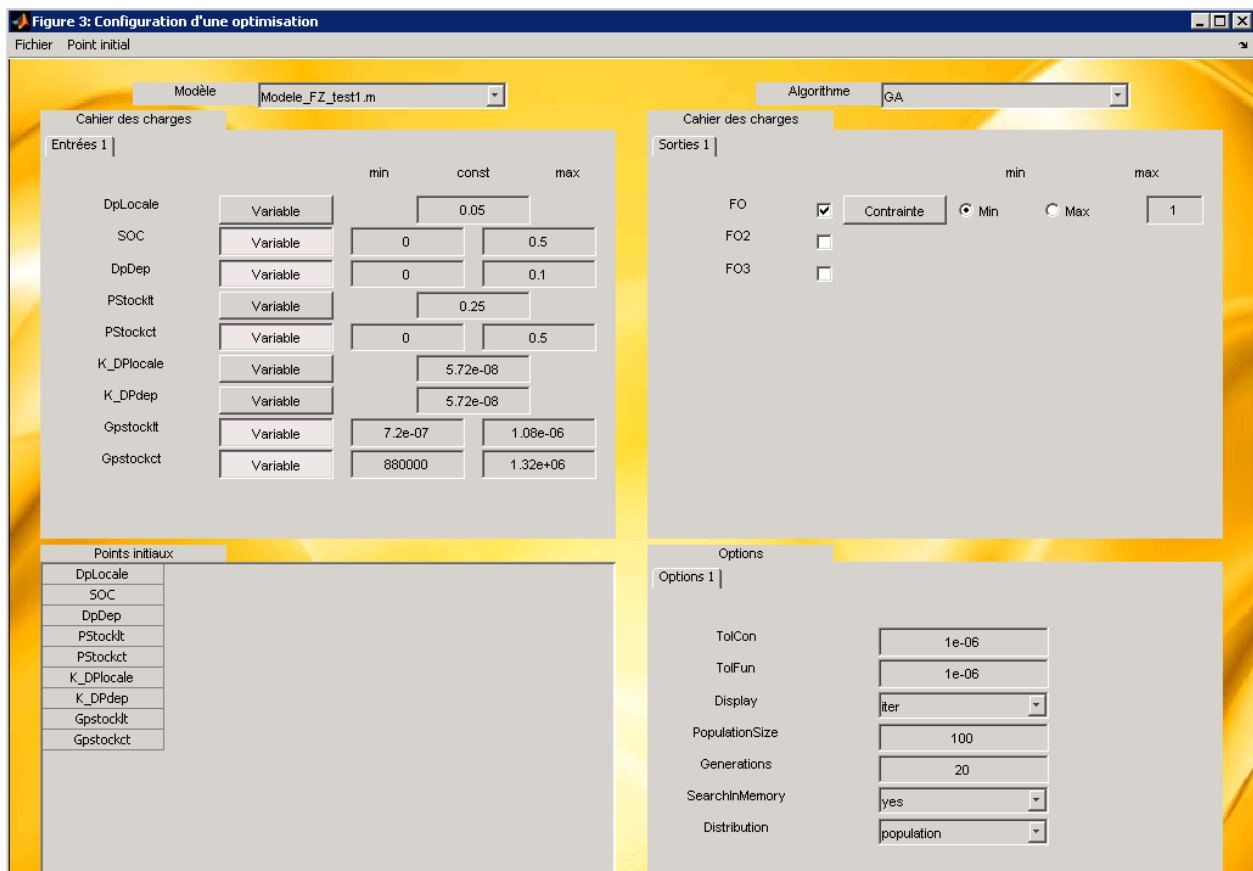 Figure 3: Configuration d'une optimisation
Fichier Point initial
Modèle Modele_FZ_test1.m
Cahier des charges
Entrées 1
min const max
DpLocale Variable 0.05
SOC Variable 0 0.5
DpDep Variable 0 0.1
PStocklt Variable 0.25
PStockct Variable 0 0.5
K_DPlocale Variable 5.72e-08
K_DPdep Variable 5.72e-08
Gpstocklt Variable 7.2e-07 1.08e-06
Gpstockct Variable 880000 1.32e+06
Algorithme GA
Cahier des charges
Sorties 1
min max
FO Contrainte Min Max 1
FO2
FO3
Points initiaux
DpLocale
SOC
DpDep
PStocklt
PStockct
K_DPlocale
K_DPdep
Gpstocklt
Gpstockct
Options
Options 1
TolCon 1e-06
TolFun 1e-06
Display iter
PopulationSize 100
Generations 20
SearchInMemory yes
Distribution population